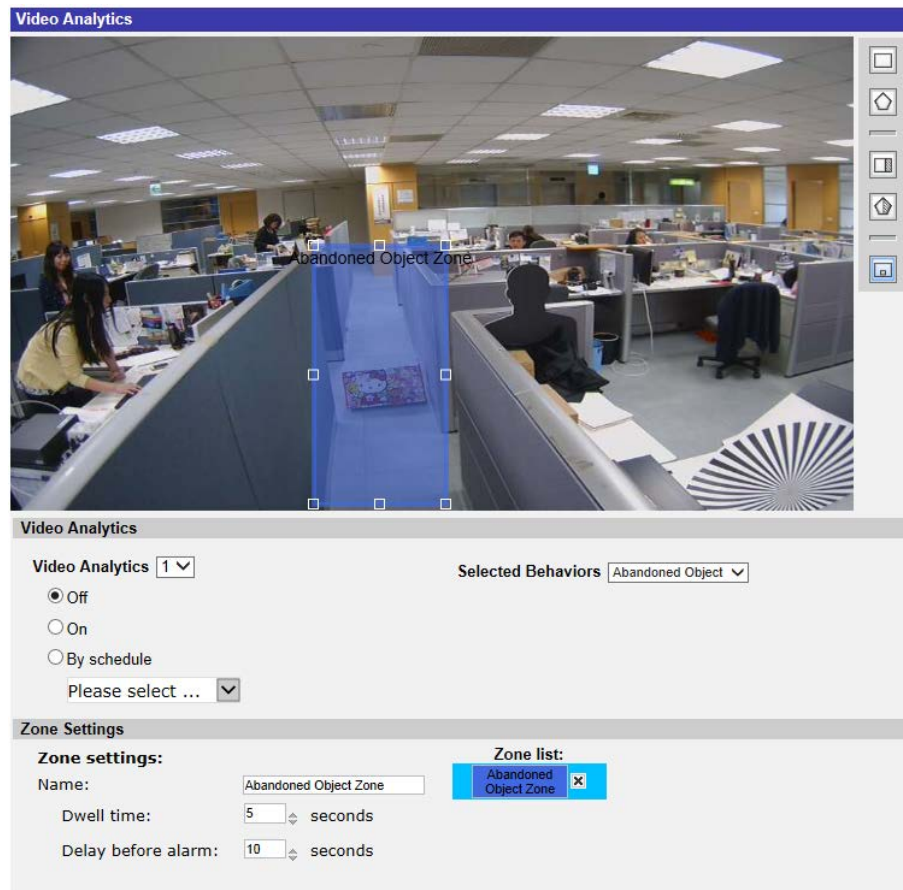 Video Analytics
Abandoned Object Zone
Video Analytics
Video Analytics 1
Selected Behaviors Abandoned Object
Off
On
By schedule
Please select ...
Zone Settings
Zone settings:
Zone list:
Name: Abandoned Object Zone
Abandoned
Object Zone
Dwell time: 5 seconds
Delay before alarm: 10 seconds